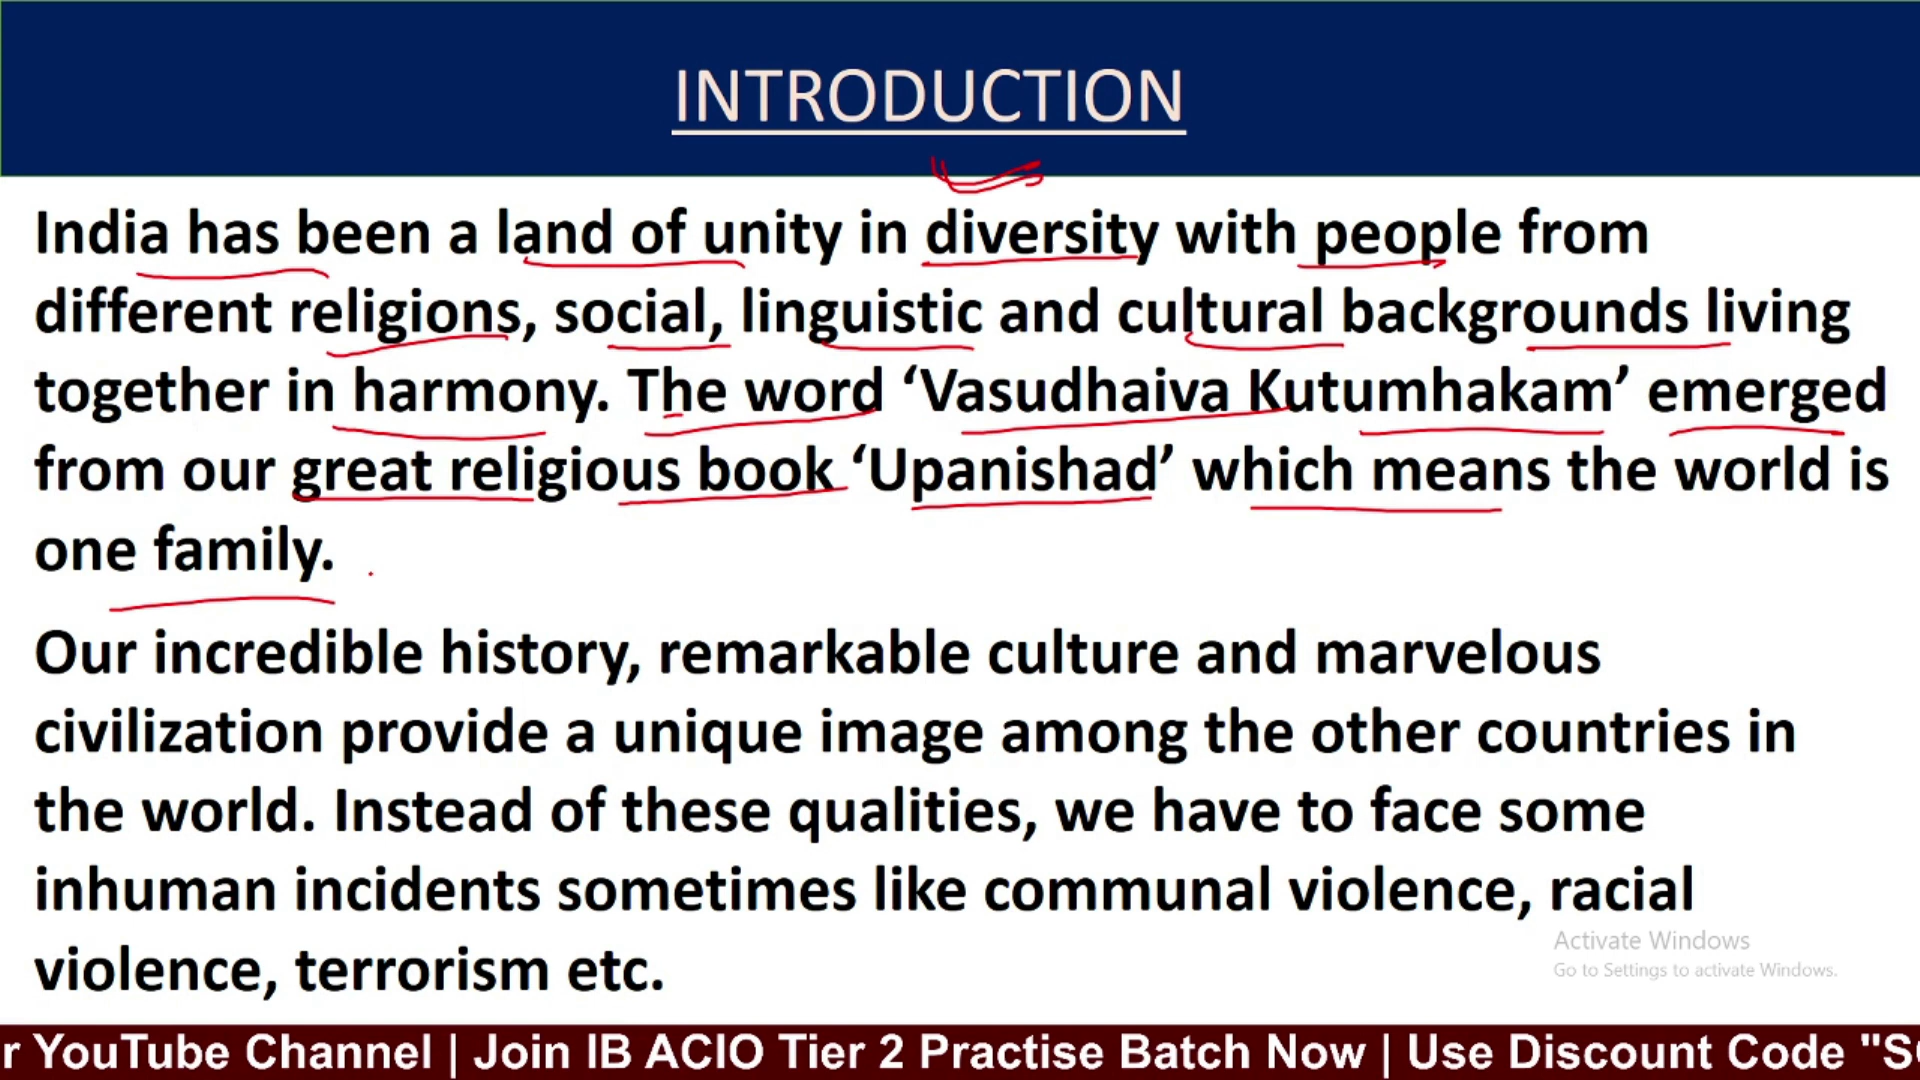 INTRODUCTION
India has been a land of unity in diversity with people from
different religions, social, linguistic and cultural backgrounds living
together in harmony. The word ‘Vasudhaiva Kutumhakam’ emerged
from our great religious book ‘Upanishad’ which means the world is
one family.
Our incredible history, remarkable culture and marvelous
civilization provide a unique image among the other countries in
the world. Instead of these qualities, we have to face some
inhuman incidents sometimes like communal violence, racial
violence, terrorism etc.
Activate Windows
Go to Settings to activate Windows.
r YouTube Channel | Join IB ACIO Tier 2 Practise Batch Now | Use Discount Code "S